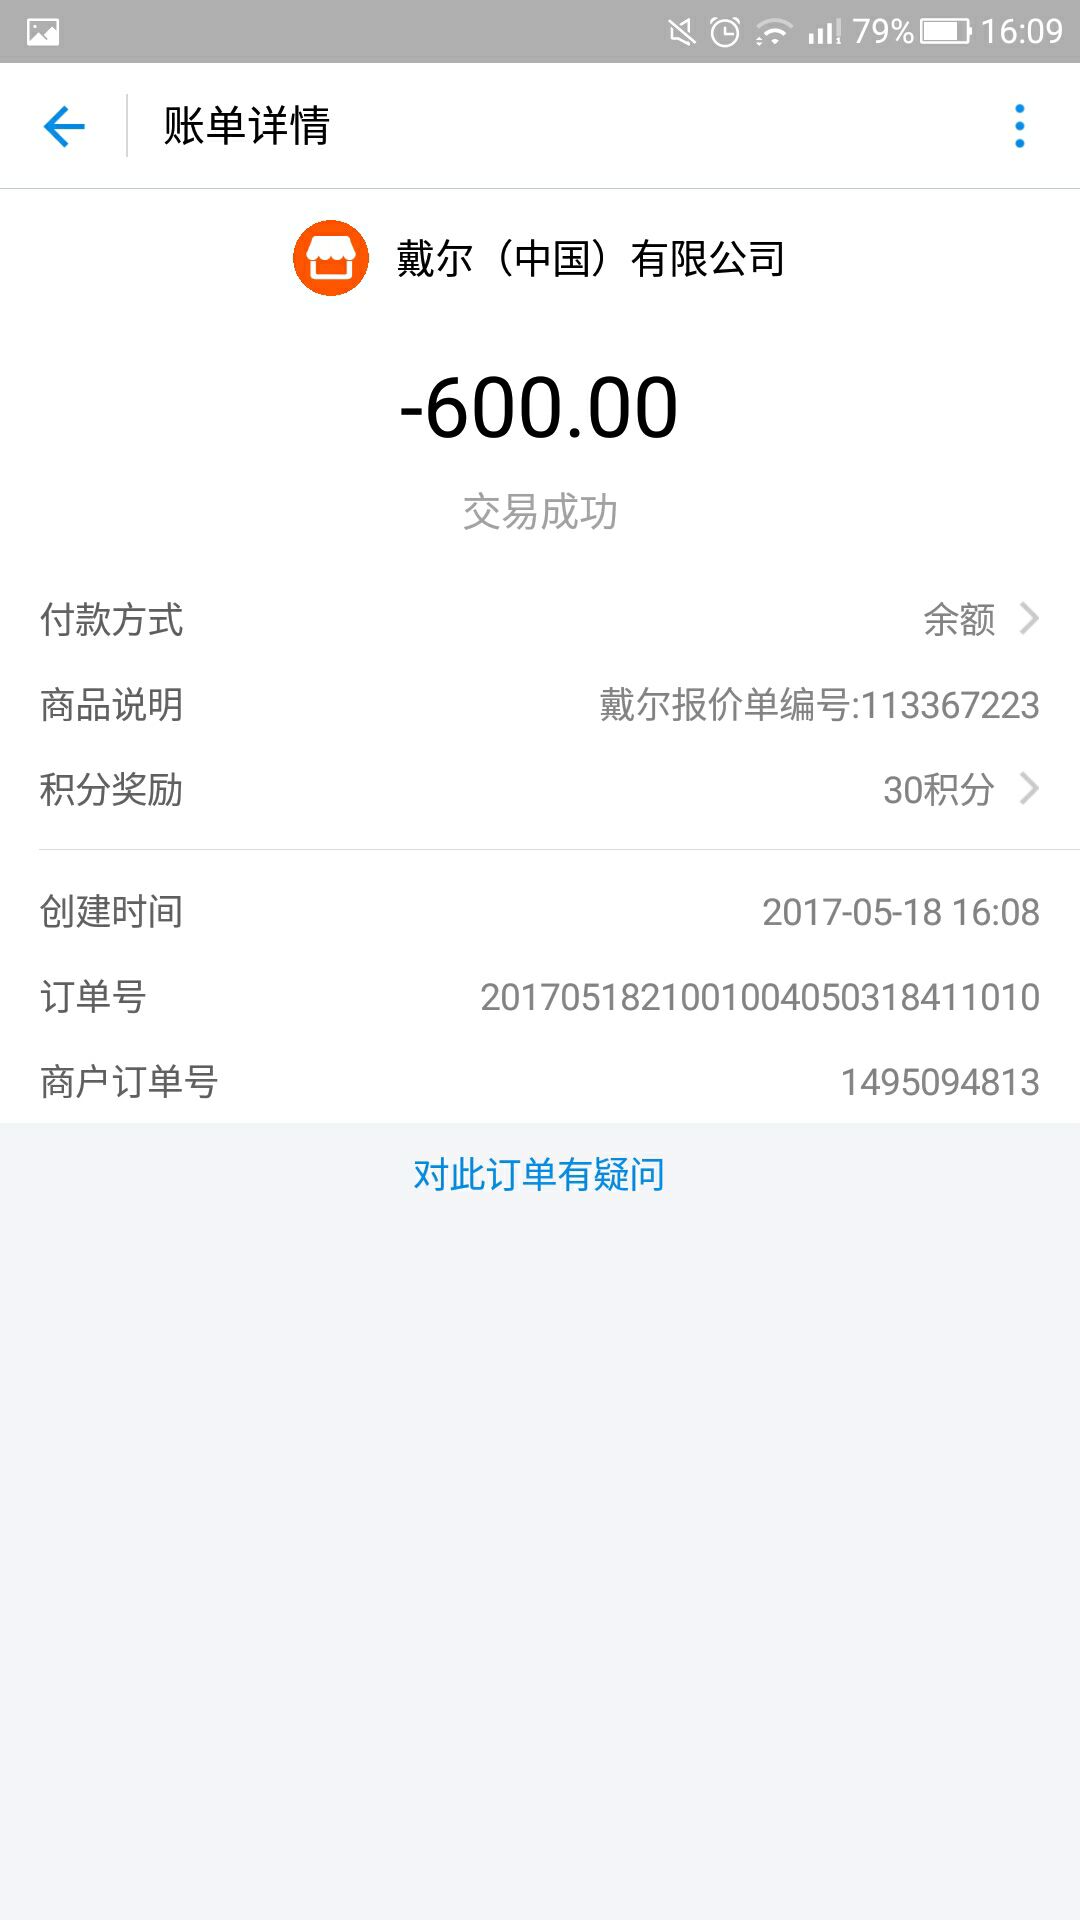 79% 16:09
账单详情
戴尔（中国）有限公司
-600.00
交易成功
付款方式 余额
商品说明 戴尔报价单编号:113367223
积分奖励 30积分
创建时间 2017-05-18 16:08
订单号 2017051821001004050318411010
商户订单号 1495094813
对此订单有疑问